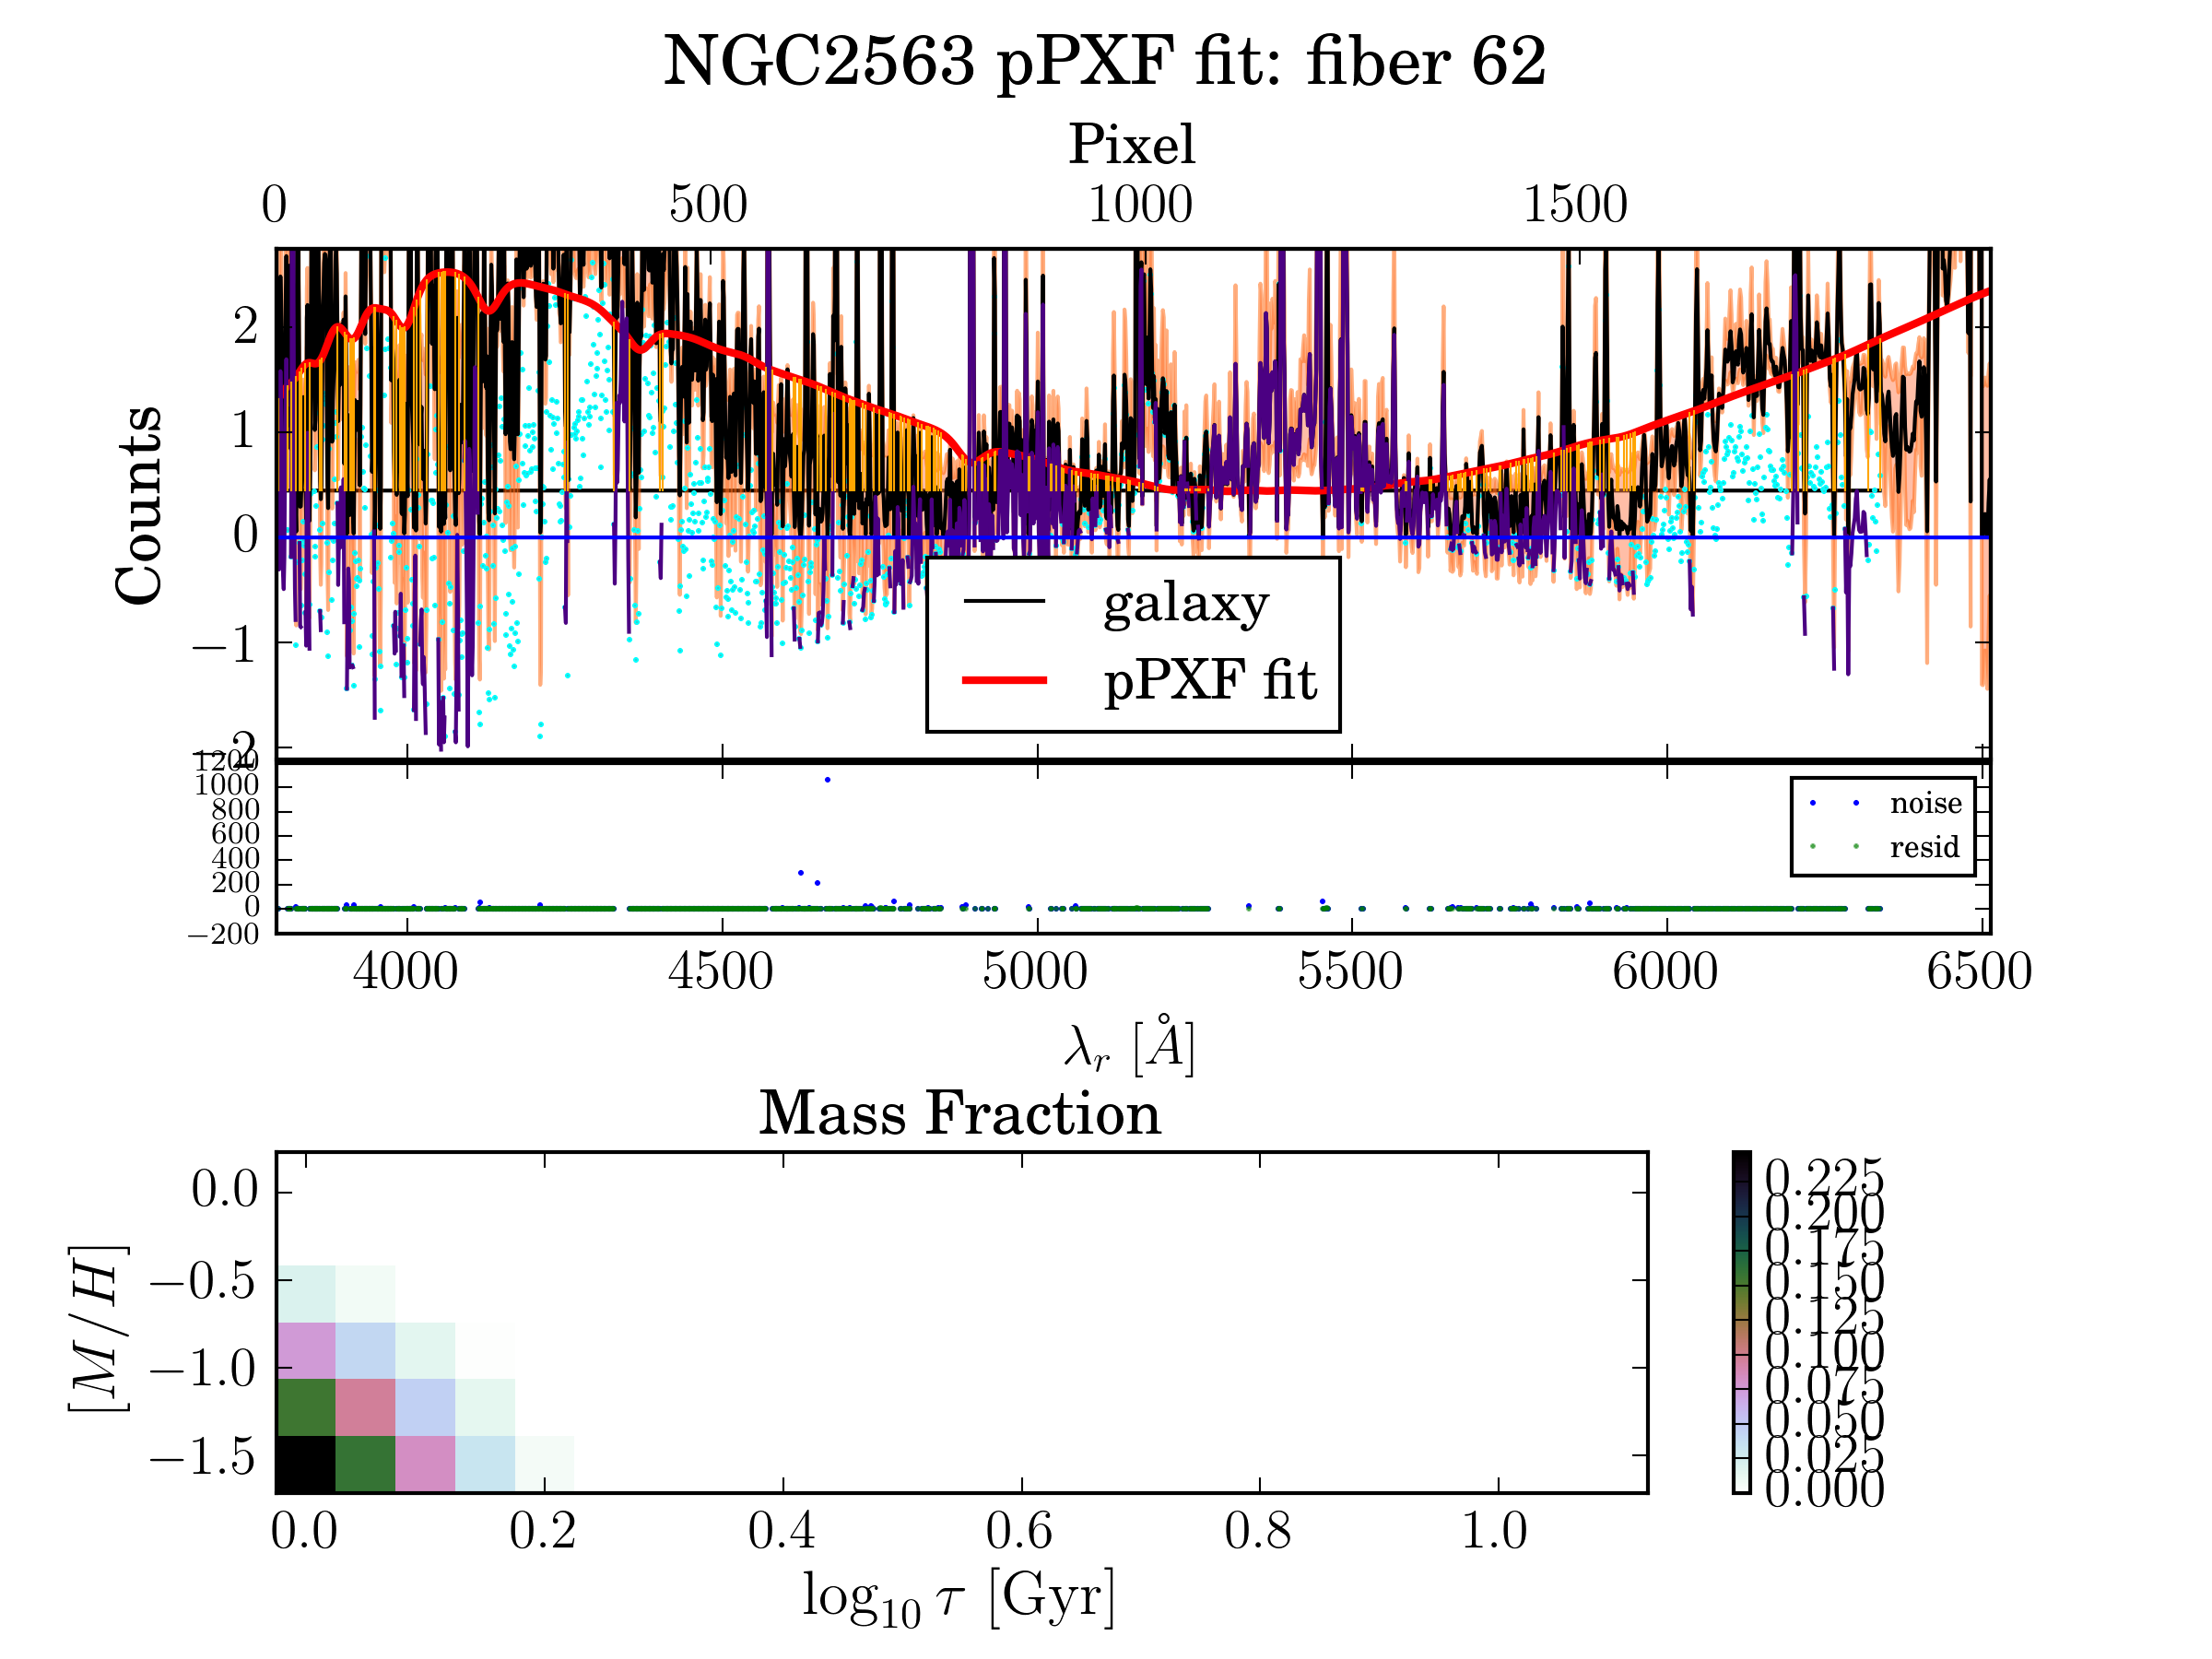 NGC2563 pPXF fit: fiber 62
Pixel
0 500 1000 1500
Counts
2
1
0
−1
−2
galaxy
pPXF fit
1200
1000
800
600
400
200
0
−200
noise
resid
4000 4500 5000 5500 6000 6500
λr [Å]
Mass Fraction
[M/H]
0.0
−0.5
−1.0
−1.5
0.0 0.2 0.4 0.6 0.8 1.0
log10 τ [Gyr]
0.225
0.200
0.175
0.150
0.125
0.100
0.075
0.050
0.025
0.000